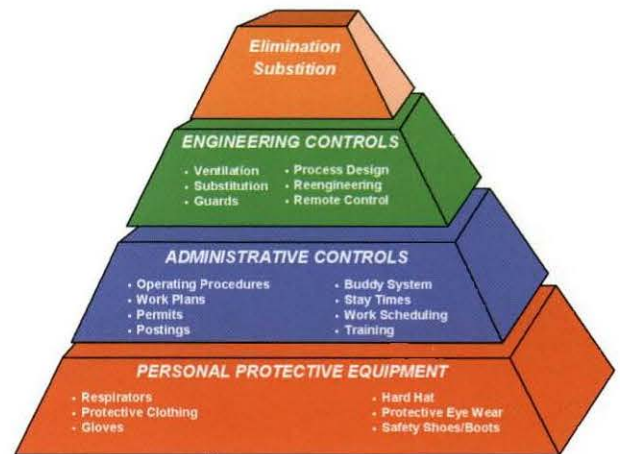 Elimination
Substition
ENGINEERING CONTROLS
• Ventilation
• Substitution
• Guards
• Process Design
• Reengineering
• Remote Control
ADMINISTRATIVE CONTROLS
• Operating Procedures
• Work Plans
• Permits
• Postings
• Buddy System
• Stay Times
• Work Scheduling
• Training
PERSONAL PROTECTIVE EQUIPMENT
• Respirators
• Protective Clothing
• Gloves
• Hard Hat
• Protective Eye Wear
• Safety Shoes/Boots